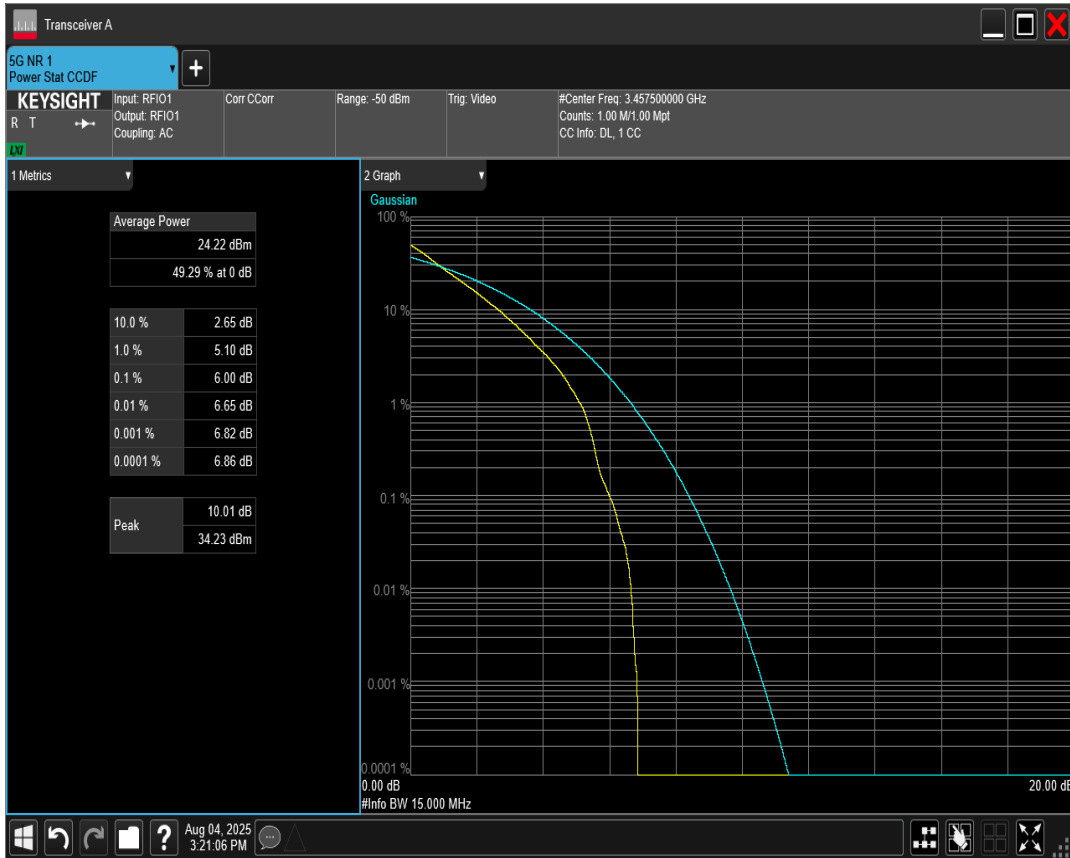 Transceiver A
5G NR 1
Power Stat CCDF
KEYSIGHT
R T
LXI
Input: RFIO1
Output: RFIO1
Coupling: AC
Corr CCorr
Range: -50 dBm
Trig: Video
#Center Freq: 3.457500000 GHz
Counts: 1.00 M/1.00 Mpt
CC Info: DL, 1 CC
1 Metrics
Average Power
24.22 dBm
49.29 % at 0 dB
10.0 % 2.65 dB
1.0 % 5.10 dB
0.1 % 6.00 dB
0.01 % 6.65 dB
0.001 % 6.82 dB
0.0001 % 6.86 dB
Peak
10.01 dB
34.23 dBm
2 Graph
Gaussian
100 %
10 %
1 %
0.1 %
0.01 %
0.001 %
0.0001 %
0.00 dB 20.00 dB
#Info BW 15.000 MHz
?
Aug 04, 2025
3:21:06 PM